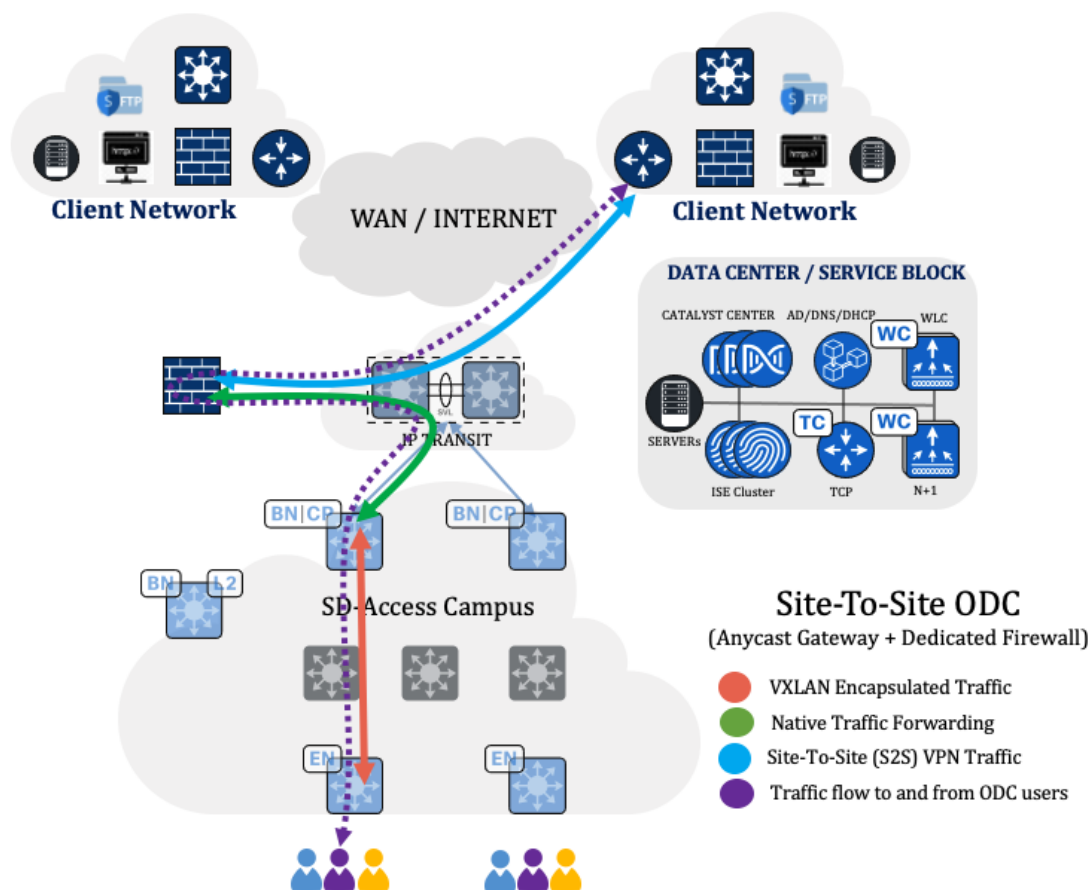 S FTP
Client Network
WAN / INTERNET
S FTP
Client Network
DATA CENTER / SERVICE BLOCK
CATALYST CENTER
AD/DNS/DHCP
WLC
WC
SERVERs
TC
WC
ISE Cluster
TCP
N+1
SVL
IP TRANSIT
BN|CP
BN|CP
BN
L2
SD-Access Campus
EN
EN
Site-To-Site ODC
(Anycast Gateway + Dedicated Firewall)
VXLAN Encapsulated Traffic
Native Traffic Forwarding
Site-To-Site (S2S) VPN Traffic
Traffic flow to and from ODC users